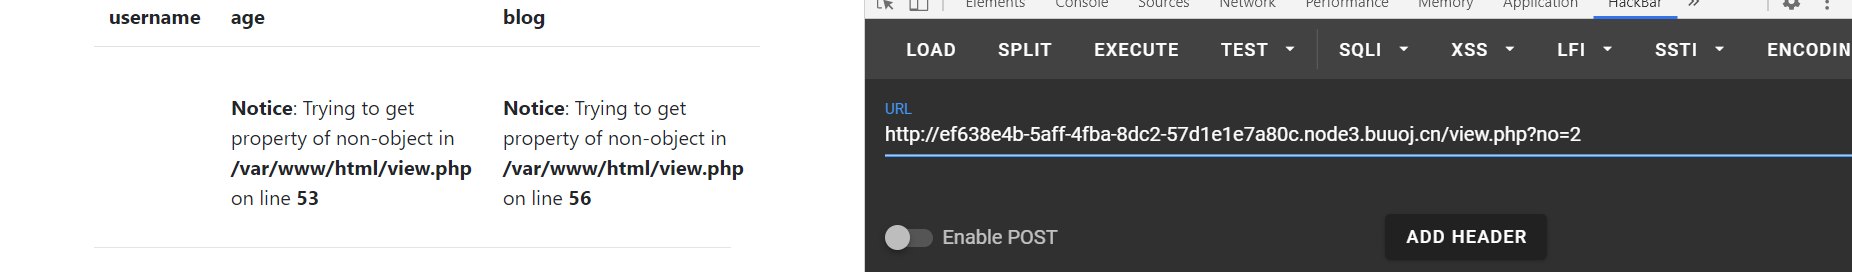 username age blog
Notice: Trying to get
property of non-object in
/var/www/html/view.php
on line 53
Notice: Trying to get
property of non-object in
/var/www/html/view.php
on line 56
Elements Console Sources Network Performance Memory Application HackBar
LOAD SPLIT EXECUTE TEST SQLI XSS LFI SSTI ENCODIN
URL
http://ef638e4b-5aff-4fba-8dc2-57d1e1e7a80c.node3.buuoj.cn/view.php?no=2
Enable POST
ADD HEADER